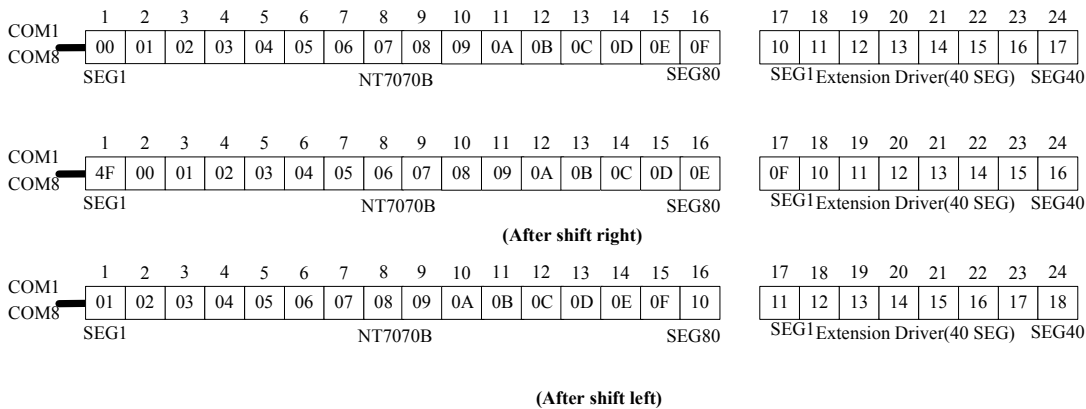 1 2 3 4 5 6 7 8 9 10 11 12 13 14 15 16 17 18 19 20 21 22 23 24
COM1
COM8
00 01 02 03 04 05 06 07 08 09 0A 0B 0C 0D 0E 0F 10 11 12 13 14 15 16 17
SEG1 NT7070B SEG80 SEG1 Extension Driver(40 SEG) SEG40
1 2 3 4 5 6 7 8 9 10 11 12 13 14 15 16 17 18 19 20 21 22 23 24
COM1
COM8
4F 00 01 02 03 04 05 06 07 08 09 0A 0B 0C 0D 0E 0F 10 11 12 13 14 15 16
SEG1 NT7070B SEG80 SEG1 Extension Driver(40 SEG) SEG40
(After shift right)
1 2 3 4 5 6 7 8 9 10 11 12 13 14 15 16 17 18 19 20 21 22 23 24
COM1
COM8
01 02 03 04 05 06 07 08 09 0A 0B 0C 0D 0E 0F 10 11 12 13 14 15 16 17 18
SEG1 NT7070B SEG80 SEG1 Extension Driver(40 SEG) SEG40
(After shift left)